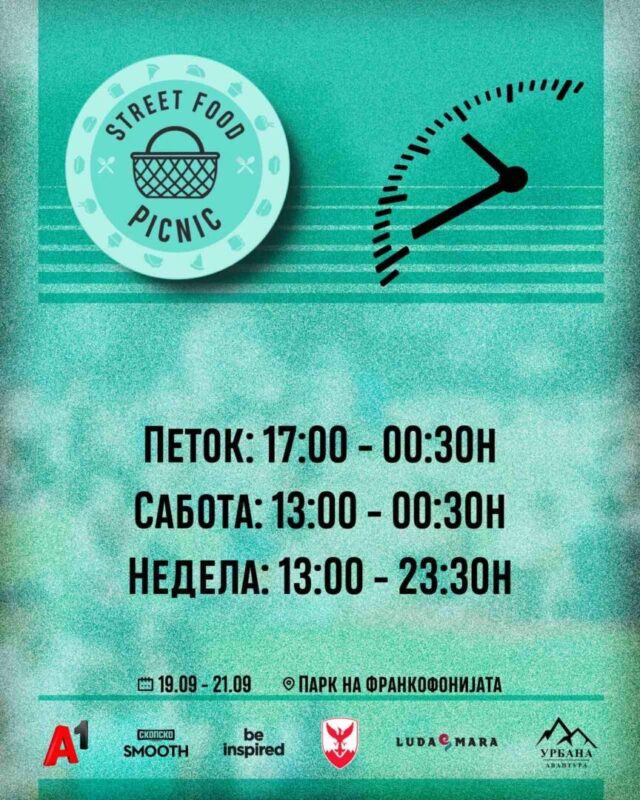 STREET FOOD
PICNIC
ПЕТОК: 17:00 - 00:30Н
САБОТА: 13:00 - 00:30Н
НЕДЕЛА: 13:00 - 23:30Н
19.09 - 21.09 ПАРК НА ФРАНКОФОНИЈАТА
A1
СКОПСКО
SMOOTH
be
inspired
LUDA MARA
УРБАНА
АВАНТУРА